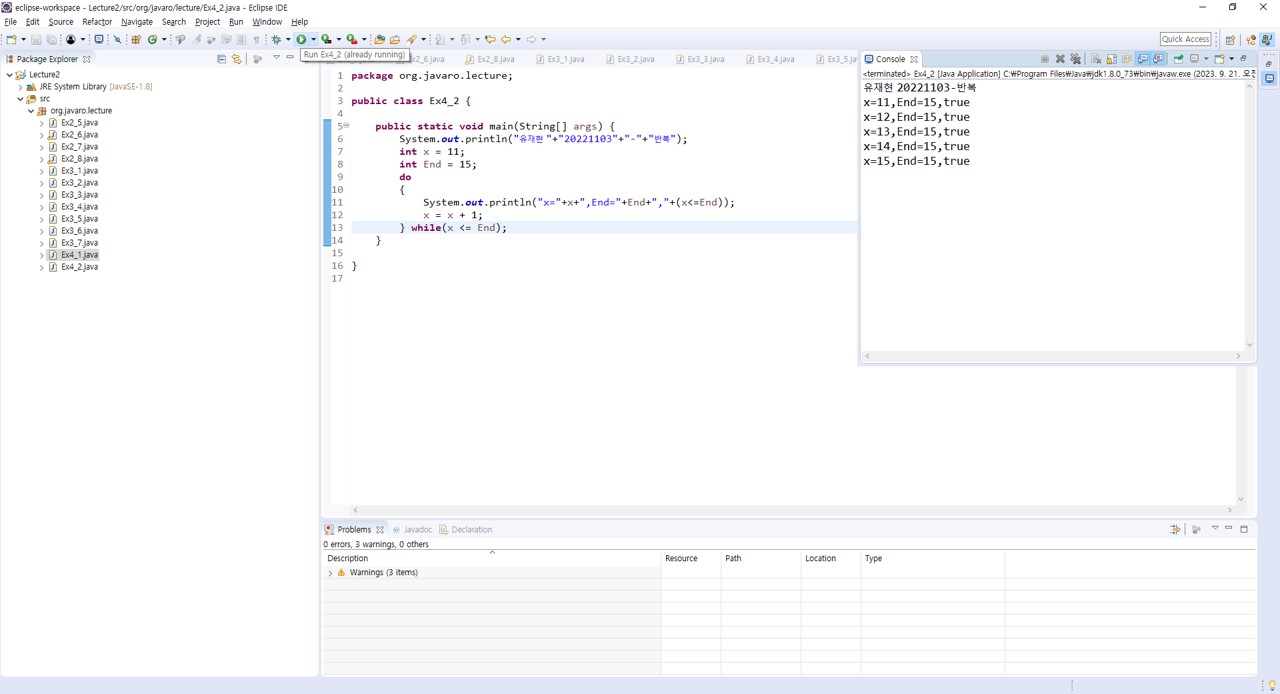 eclipse-workspace - Lecture2/src/org/javaro/lecture/Ex4_2.java - Eclipse IDE
File Edit Source Refactor Navigate Search Project Run Window Help
Quick Access
Run Ex4_2 (already running)
Package Explorer
Lecture2
JRE System Library [JavaSE-1.8]
src
org.javaro.lecture
Ex2_5.java
Ex2_6.java
Ex2_7.java
Ex2_8.java
Ex3_1.java
Ex3_2.java
Ex3_3.java
Ex3_4.java
Ex3_5.java
Ex3_6.java
Ex3_7.java
Ex4_1.java
Ex4_2.java
2_6.java Ex2_8.java Ex3_1.java Ex3_2.java Ex3_3.java Ex3_4.java Ex3_5.ja
1 package org.javaro.lecture;
2
3 public class Ex4_2 {
4
5 public static void main(String[] args) {
6 System.out.println("유재현 "+"20221103"+"-"+"반복");
7 int x = 11;
8 int End = 15;
9 do
10 {
11 System.out.println("x="+x+",End="+End+","+(x<=End));
12 x = x + 1;
13 } while(x <= End);
14 }
15
16 }
17
Console
<terminated> Ex4_2 [Java Application] C:₩Program Files₩Java₩jdk1.8.0_73₩bin₩javaw.exe (2023. 9. 21. 오전
유재현 20221103-반복
x=11,End=15,true
x=12,End=15,true
x=13,End=15,true
x=14,End=15,true
x=15,End=15,true
Problems Javadoc Declaration
0 errors, 3 warnings, 0 others
Description Resource Path Location Type
Warnings (3 items)